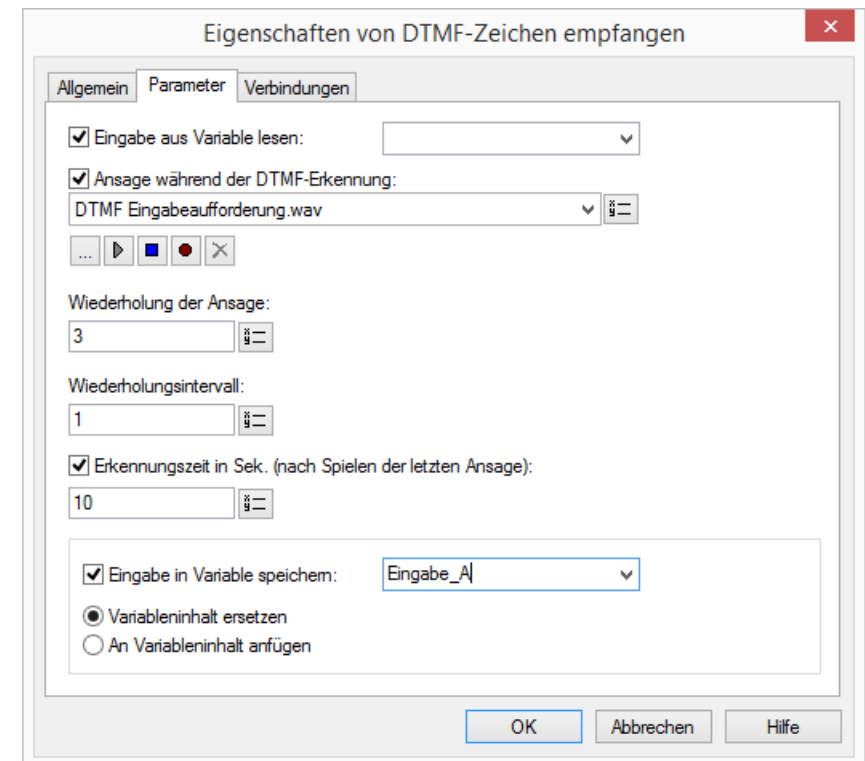 Eigenschaften von DTMF-Zeichen empfangen
Allgemein Parameter Verbindungen
Eingabe aus Variable lesen:
Ansage während der DTMF-Erkennung:
DTMF Eingabeaufforderung.wav
...
Wiederholung der Ansage:
3
Wiederholungsintervall:
1
Erkennungszeit in Sek. (nach Spielen der letzten Ansage):
10
Eingabe in Variable speichern: Eingabe_A
Variableninhalt ersetzen
An Variableninhalt anfügen
OK Abbrechen Hilfe